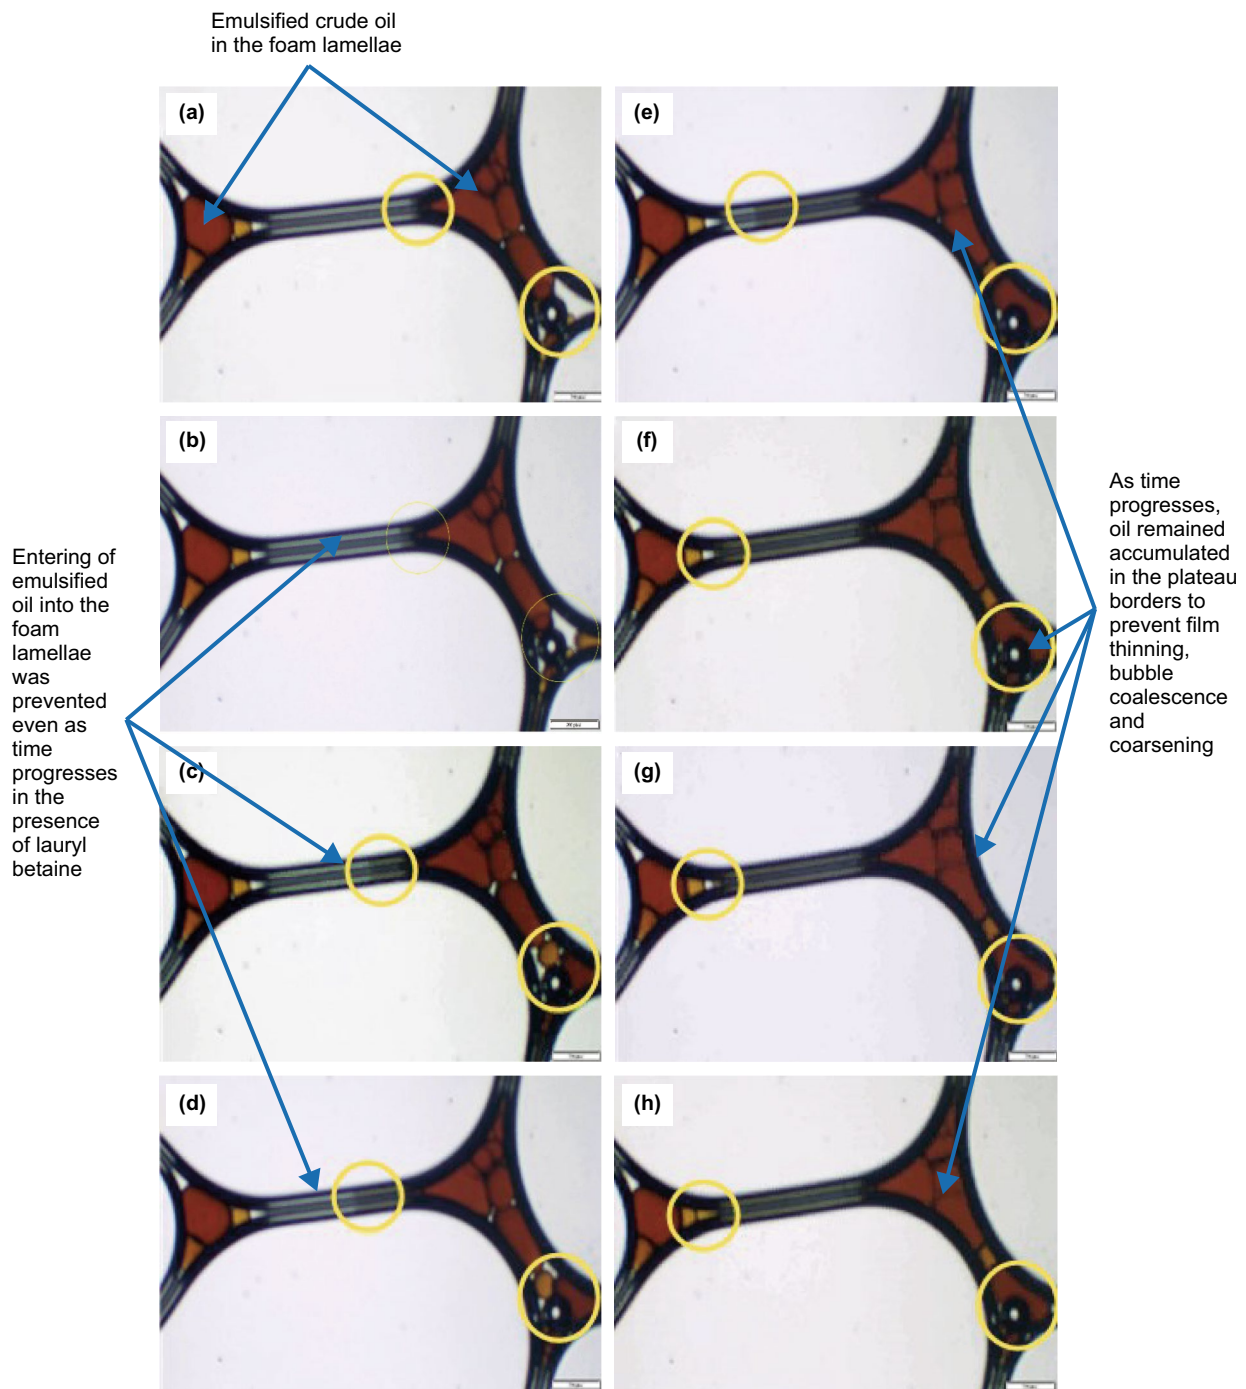 Emulsified crude oil
in the foam lamellae
(a)
(e)
(b)
(f)
Entering of
emulsified
oil into the
foam
lamellae
was
prevented
even as
time
progresses
in the
presence
of lauryl
betaine
As time
progresses,
oil remained
accumulated
in the plateau
borders to
prevent film
thinning,
bubble
coalescence
and
coarsening
(c)
(g)
(d)
(h)